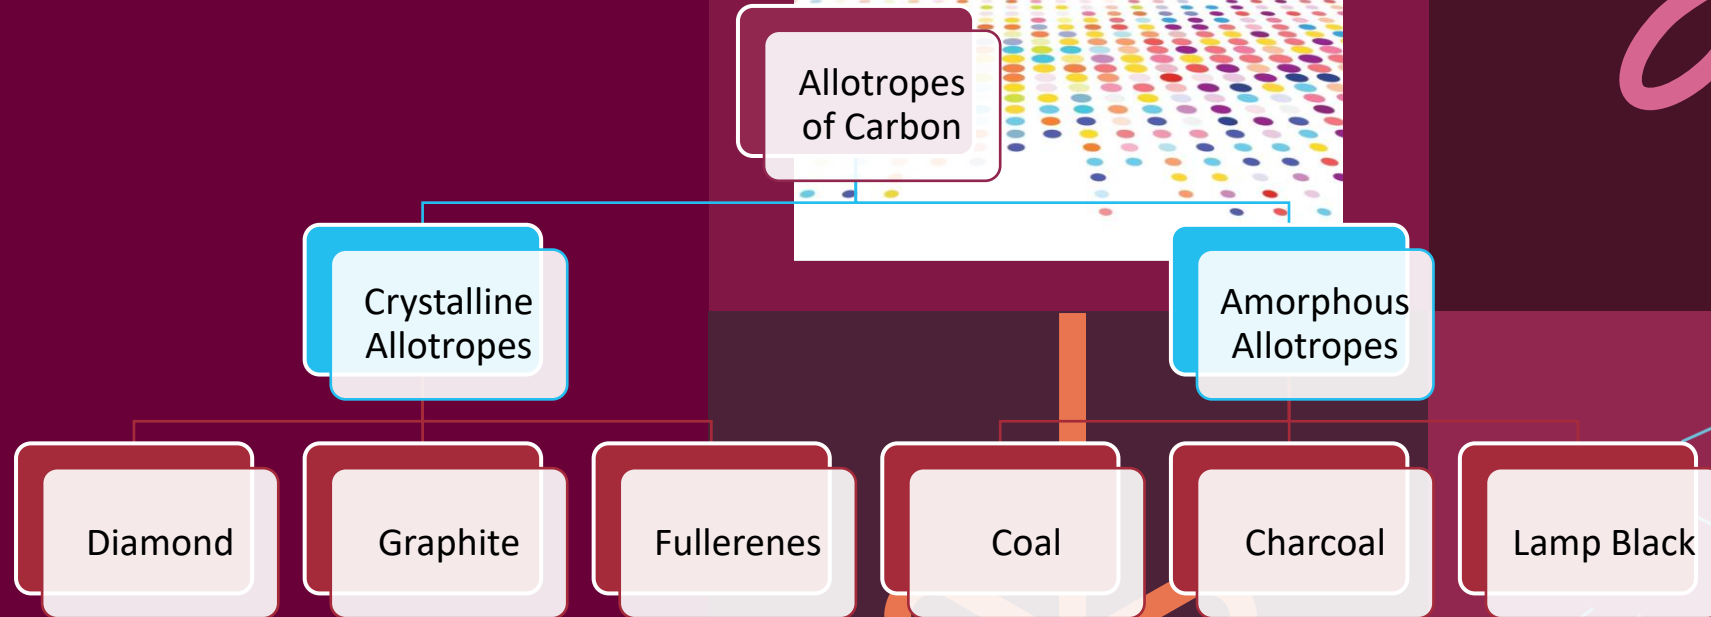 Allotropes
of Carbon
Crystalline
Allotropes
Amorphous
Allotropes
Diamond
Graphite
Fullerenes
Coal
Charcoal
Lamp Black